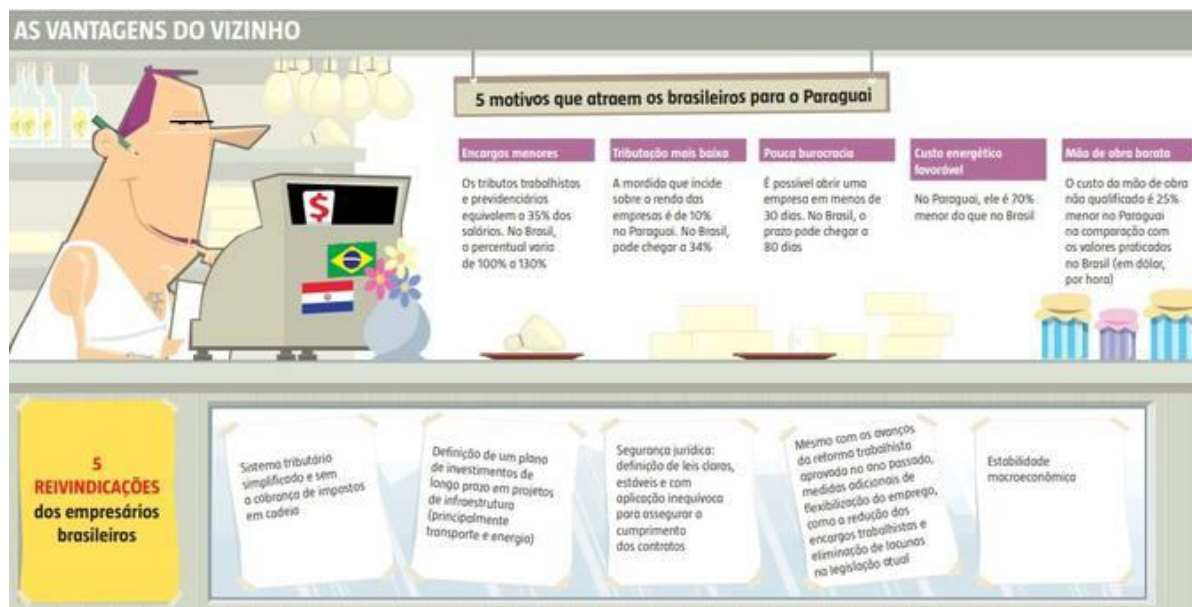 AS VANTAGENS DO VIZINHO
$
5 motivos que atraem os brasileiros para o Paraguai
Encargos menores
Os tributos trabalhistas
e previdenciários
equivalem a 35% dos
salários. No Brasil,
o percentual varia
de 100% a 130%
Tributação mais baixa
A mordida que incide
sobre a renda das
empresas é de 10%
no Paraguai. No Brasil,
pode chegar a 34%
Pouca burocracia
É possível abrir uma
empresa em menos de
30 dias. No Brasil, o
prazo pode chegar a
80 dias
Custo energético
favorável
No Paraguai, ele é 70%
menor do que no Brasil
Mão de obra barata
O custo da mão de obra
não qualificada é 25%
menor no Paraguai
na comparação com
os valores praticados
no Brasil (em dólar,
por hora)
5
REIVINDICAÇÕES
dos empresários
brasileiros
Sistema tributário
simplificado e sem
a cobrança de impostos
em cadeia
Definição de um plano
de investimentos de
longo prazo em projetos
de infraestrutura
(principalmente
transporte e energia)
Segurança jurídica:
definição de leis claras,
estáveis e com
aplicação inequívoca
para assegurar o
cumprimento
dos contratos
Mesmo com os avanços
da reforma trabalhista
aprovada no ano passado,
medidas adicionais de
flexibilização do emprego,
como a redução dos
encargos trabalhistas e
eliminação de lacunas
na legislação atual
Estabilidade
macroeconômica